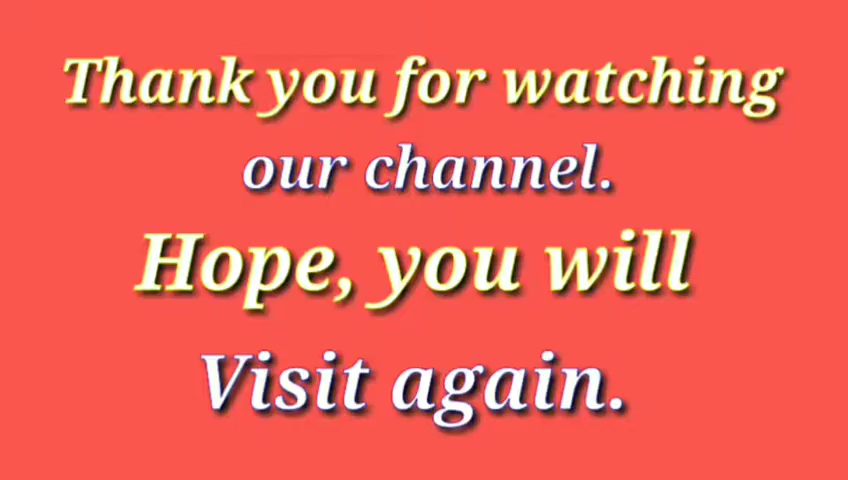 Thank you for watching
our channel.
Hope, you will
Visit again.